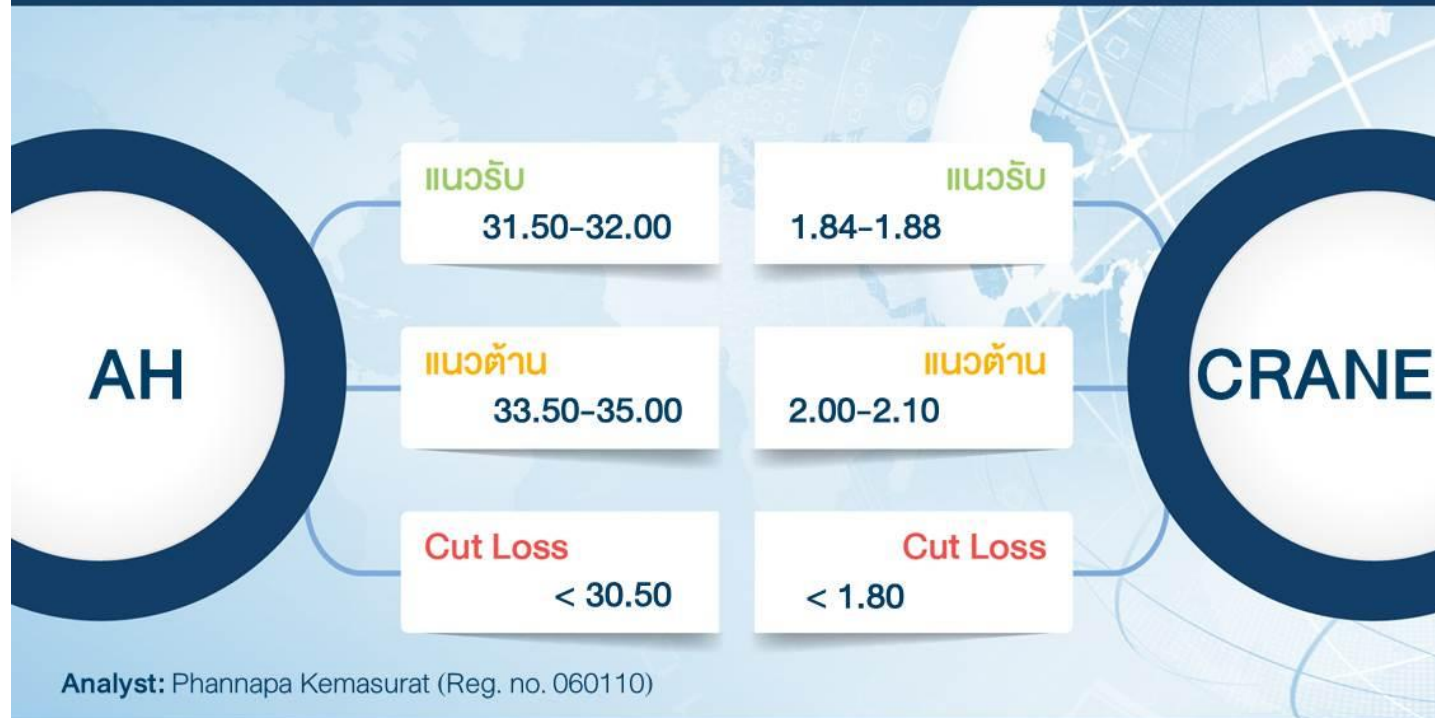 AH
แนวรับ
31.50-32.00
แนวต้าน
33.50-35.00
Cut Loss
< 30.50
แนวรับ
1.84-1.88
แนวต้าน
2.00-2.10
Cut Loss
< 1.80
CRANE
Analyst: Phannapa Kemasurat (Reg. no. 060110)